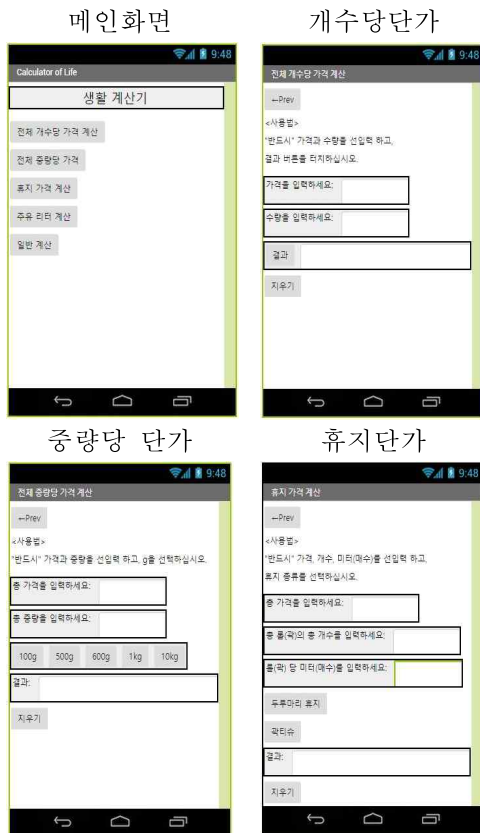 메인화면
9:48
Calculator of Life
생활 계산기
전체 개수당 가격 계산
전체 중량당 가격
휴지 가격 계산
주유 리터 계산
일반 계산
개수당단가
9:48
전체 개수당 가격 계산
←Prev
<사용법>
"반드시" 가격과 수량을 선입력 하고,
결과 버튼을 터치하십시오.
가격을 입력하세요:
수량을 입력하세요:
결과
지우기
중량당 단가
9:48
전체 중량당 가격 계산
←Prev
<사용법>
"반드시" 가격과 중량을 선입력 하고, g을 선택하십시오.
총 가격을 입력하세요:
총 중량을 입력하세요:
100g 500g 600g 1kg 10kg
결과:
지우기
휴지단가
9:48
휴지 가격 계산
←Prev
<사용법>
"반드시" 가격, 개수, 미터(매수)를 선입력 하고,
휴지 종류를 선택하십시오.
총 가격을 입력하세요:
총 롤(곽)의 총 개수를 입력하세요:
롤(곽) 당 미터(매수)를 입력하세요:
두루마리 휴지
곽티슈
결과:
지우기